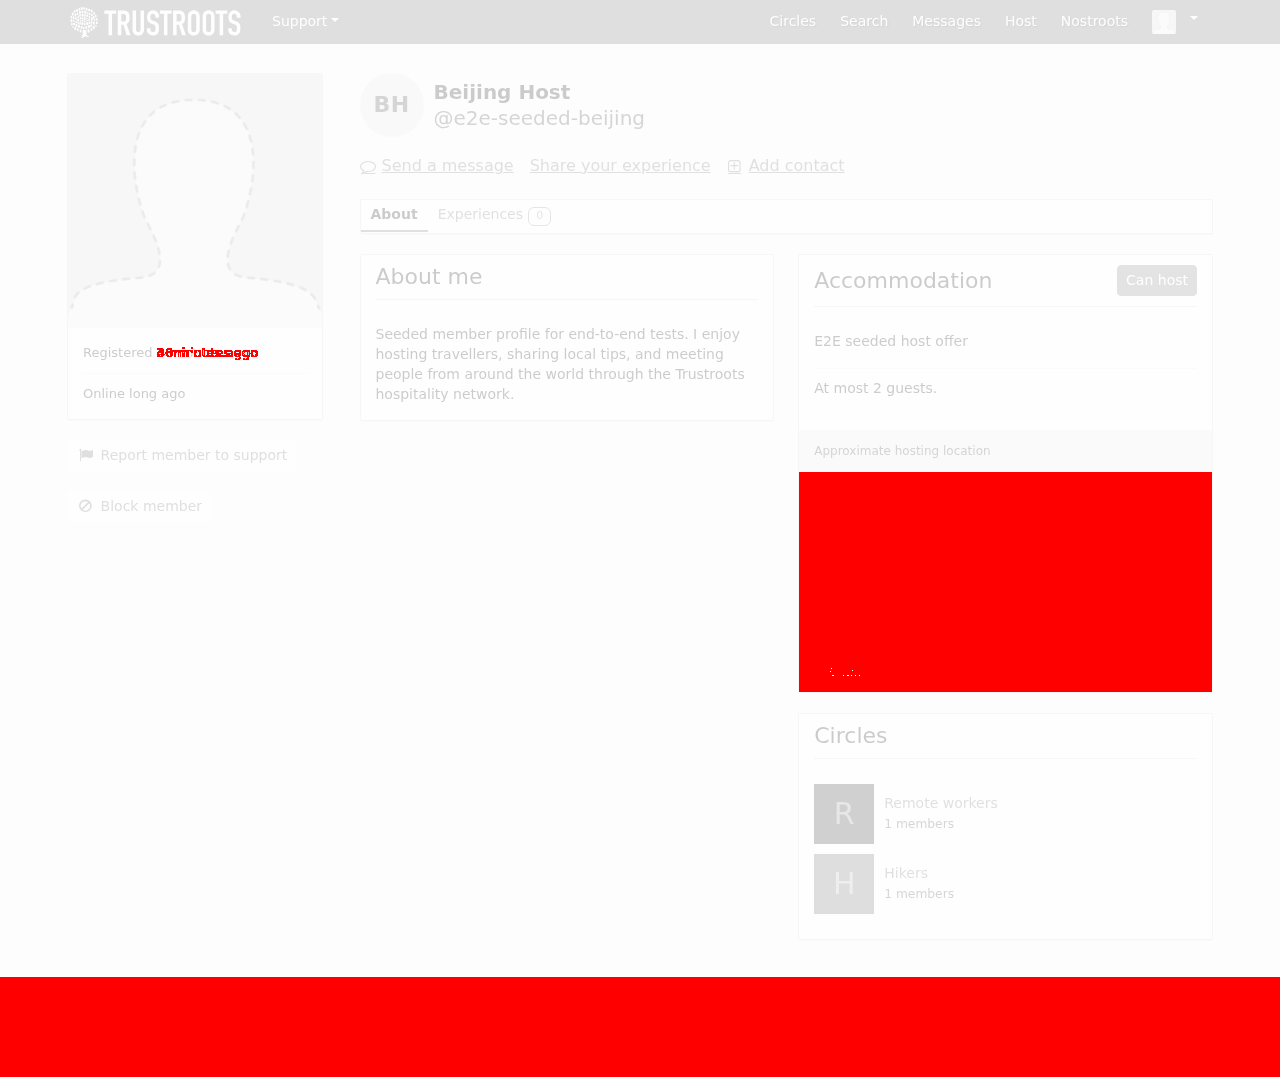 TRUSTROOTS
Support
Circles
Search
Messages
Host
Nostroots
BH
Beijing Host
@e2e-seeded-beijing
Send a message
Share your experience
Add contact
About
Experiences 0
Registered
Online long ago
Report member to support
Block member
About me
Seeded member profile for end-to-end tests. I enjoy
hosting travellers, sharing local tips, and meeting
people from around the world through the Trustroots
hospitality network.
Accommodation
Can host
E2E seeded host offer
At most 2 guests.
Approximate hosting location
Circles
R
Remote workers
1 members
H
Hikers
1 members